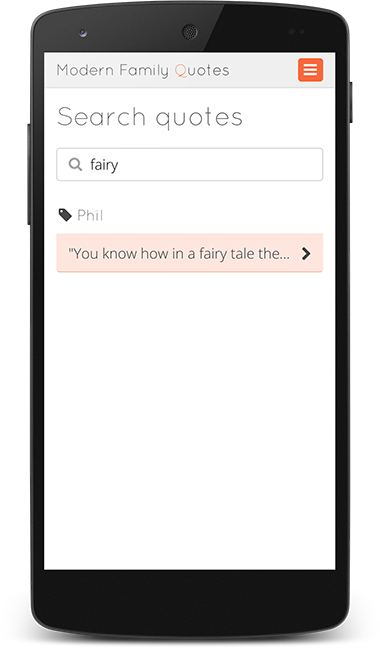 Modern Family Quotes
Search quotes
fairy
Phil
"You know how in a fairy tale the...